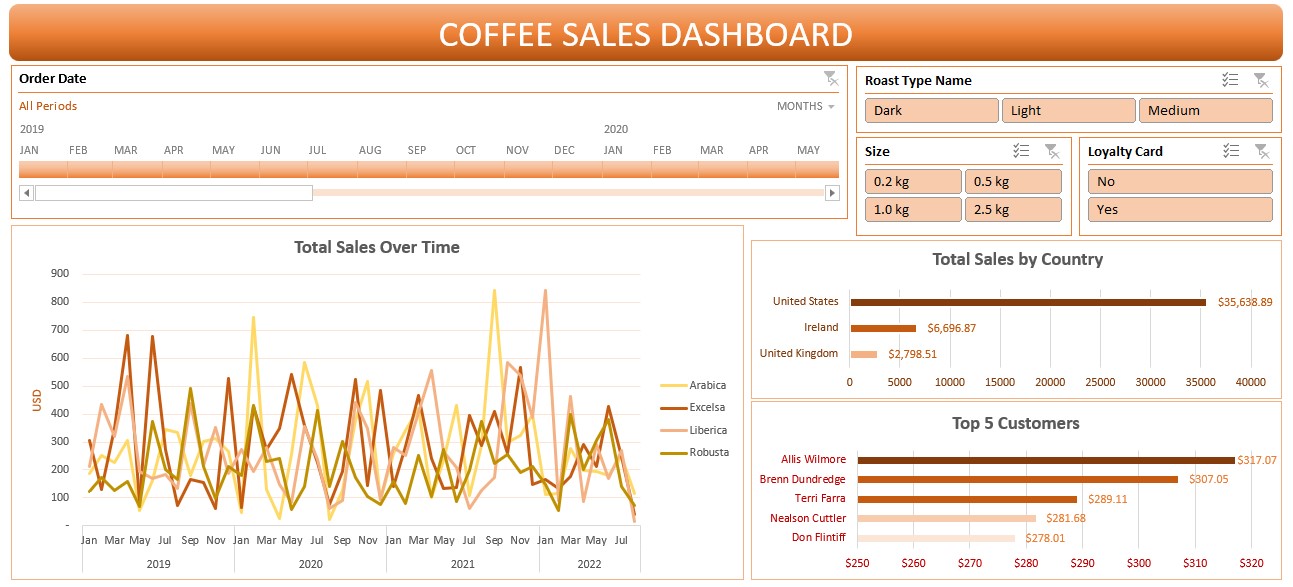 COFFEE SALES DASHBOARD
Order Date
All Periods
MONTHS
2019 2020
JAN FEB MAR APR MAY JUN JUL AUG SEP OCT NOV DEC JAN FEB MAR APR MAY
Roast Type Name
Dark Light Medium
Size
0.2 kg 0.5 kg
1.0 kg 2.5 kg
Loyalty Card
No
Yes
Total Sales Over Time
USD
900
800
700
600
500
400
300
200
100
-
Jan Mar May Jul Sep Nov Jan Mar May Jul Sep Nov Jan Mar May Jul Sep Nov Jan Mar May Jul
2019 2020 2021 2022
Arabica
Excelsa
Liberica
Robusta
Total Sales by Country
United States $35,638.89
Ireland $6,696.87
United Kingdom $2,798.51
0 5000 10000 15000 20000 25000 30000 35000 40000
Top 5 Customers
Allis Wilmore $317.07
Brenn Dundredge $307.05
Terri Farra $289.11
Nealson Cuttler $281.68
Don Flintiff $278.01
$250 $260 $270 $280 $290 $300 $310 $320